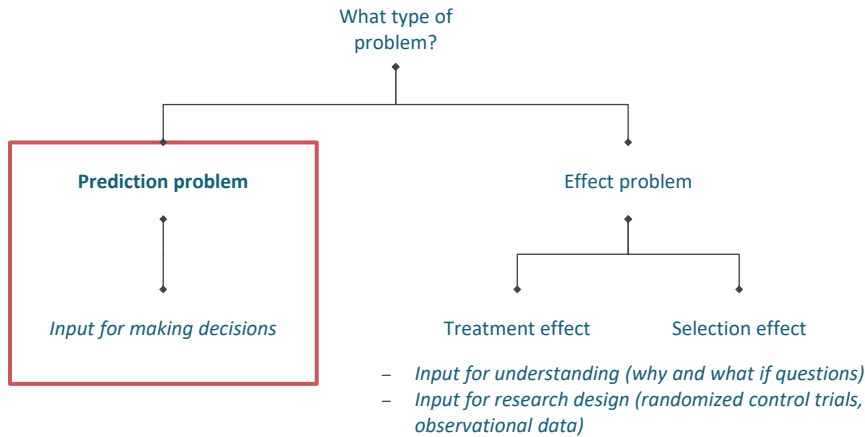 What type of
problem?
Prediction problem
Effect problem
Input for making decisions
Treatment effect
Selection effect
– Input for understanding (why and what if questions)
– Input for research design (randomized control trials,
observational data)